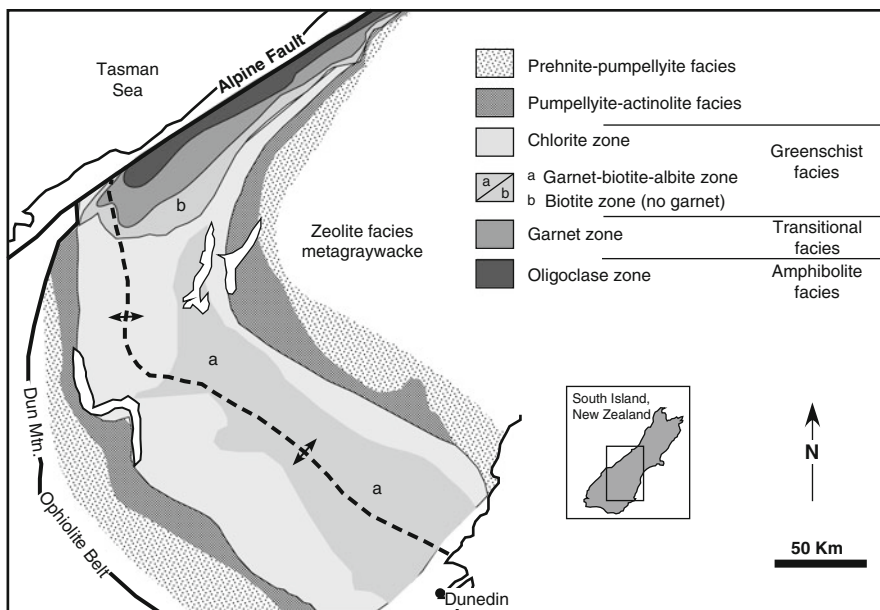 Tasman
Sea
Alpine Fault
Prehnite-pumpellyite facies
Pumpellyite-actinolite facies
Chlorite zone
Greenschist
facies
a
b
a Garnet-biotite-albite zone
b Biotite zone (no garnet)
Garnet zone
Transitional
facies
Oligoclase zone
Amphibolite
facies
b
Zeolite facies
metagraywacke
a
a
Dun Mtn.
Ophiolite Belt
South Island,
New Zealand
N
50 Km
Dunedin